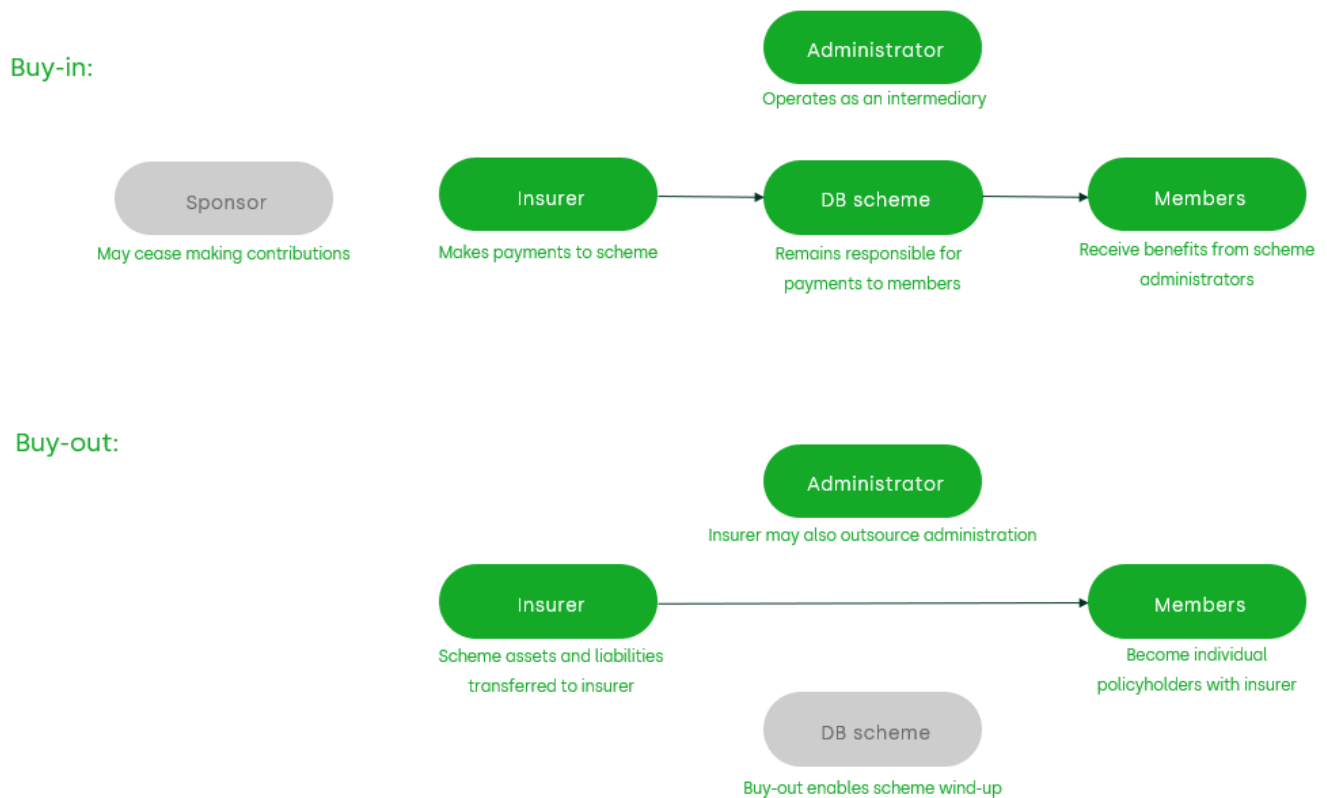 Buy-in:
Administrator
Operates as an intermediary
Sponsor
May cease making contributions
Insurer
Makes payments to scheme
DB scheme
Remains responsible for
payments to members
Members
Receive benefits from scheme
administrators
Buy-out:
Administrator
Insurer may also outsource administration
Insurer
Scheme assets and liabilities
transferred to insurer
Members
Become individual
policyholders with insurer
DB scheme
Buy-out enables scheme wind-up